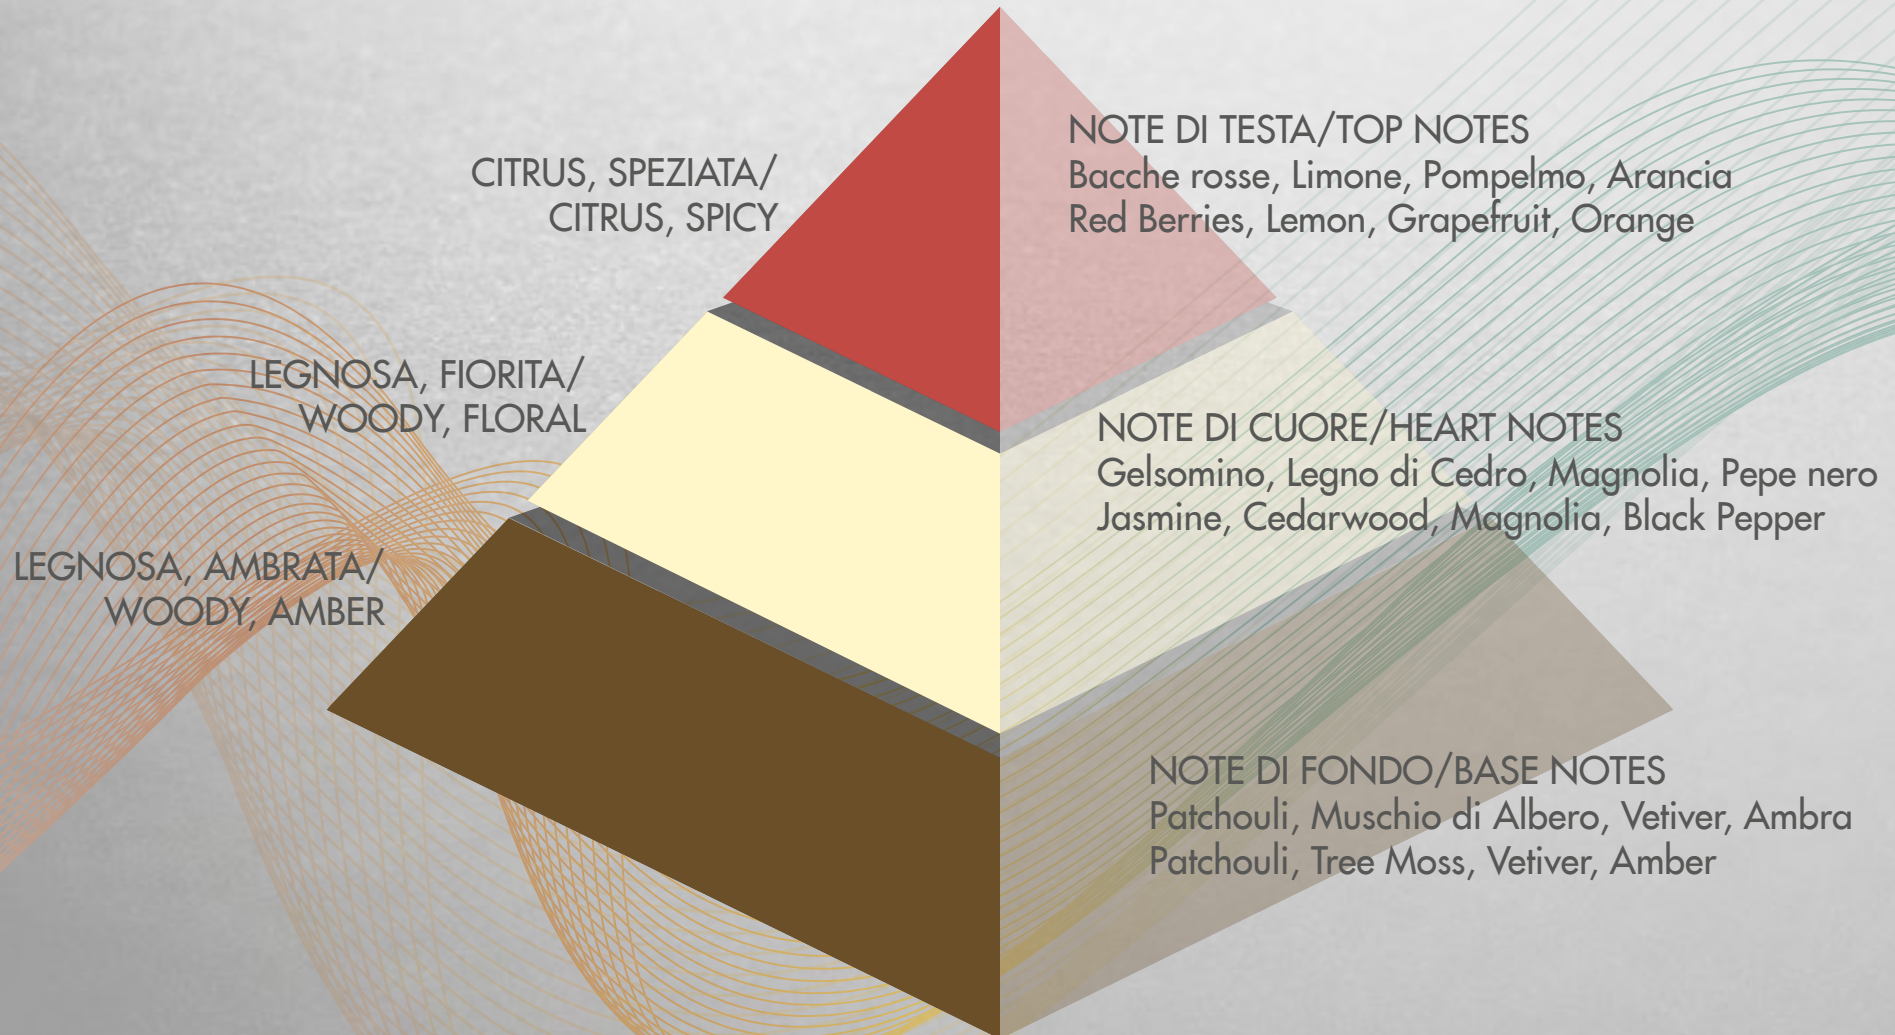 CITRUS, SPEZIATA/
CITRUS, SPICY
NOTE DI TESTA/TOP NOTES
Bacche rosse, Limone, Pompelmo, Arancia
Red Berries, Lemon, Grapefruit, Orange
LEGNOSA, FIORITA/
WOODY, FLORAL
NOTE DI CUORE/HEART NOTES
Gelsomino, Legno di Cedro, Magnolia, Pepe nero
Jasmine, Cedarwood, Magnolia, Black Pepper
LEGNOSA, AMBRATA/
WOODY, AMBER
NOTE DI FONDO/BASE NOTES
Patchouli, Muschio di Albero, Vetiver, Ambra
Patchouli, Tree Moss, Vetiver, Amber